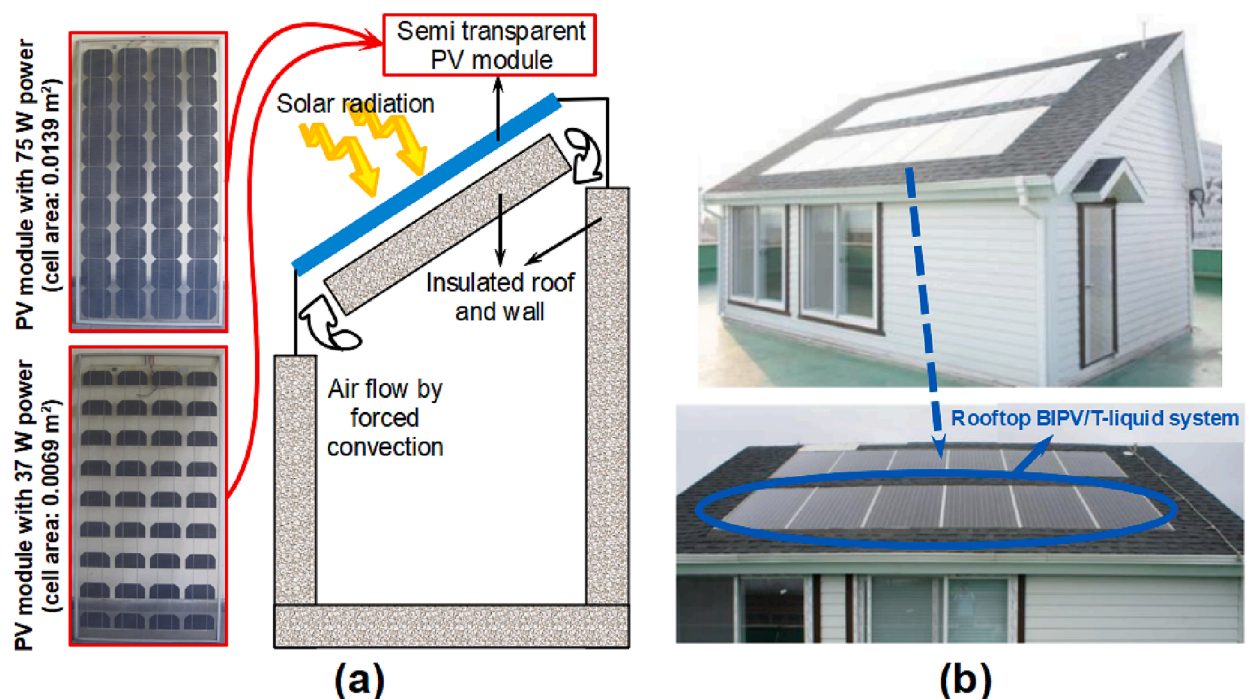 PV module with 75 W power
(cell area: 0.0139 m²)
PV module with 37 W power
(cell area: 0.0069 m²)
Semi transparent
PV module
Solar radiation
Insulated roof
and wall
Air flow by
forced
convection
(a)
Rooftop BIPV/T-liquid system
(b)